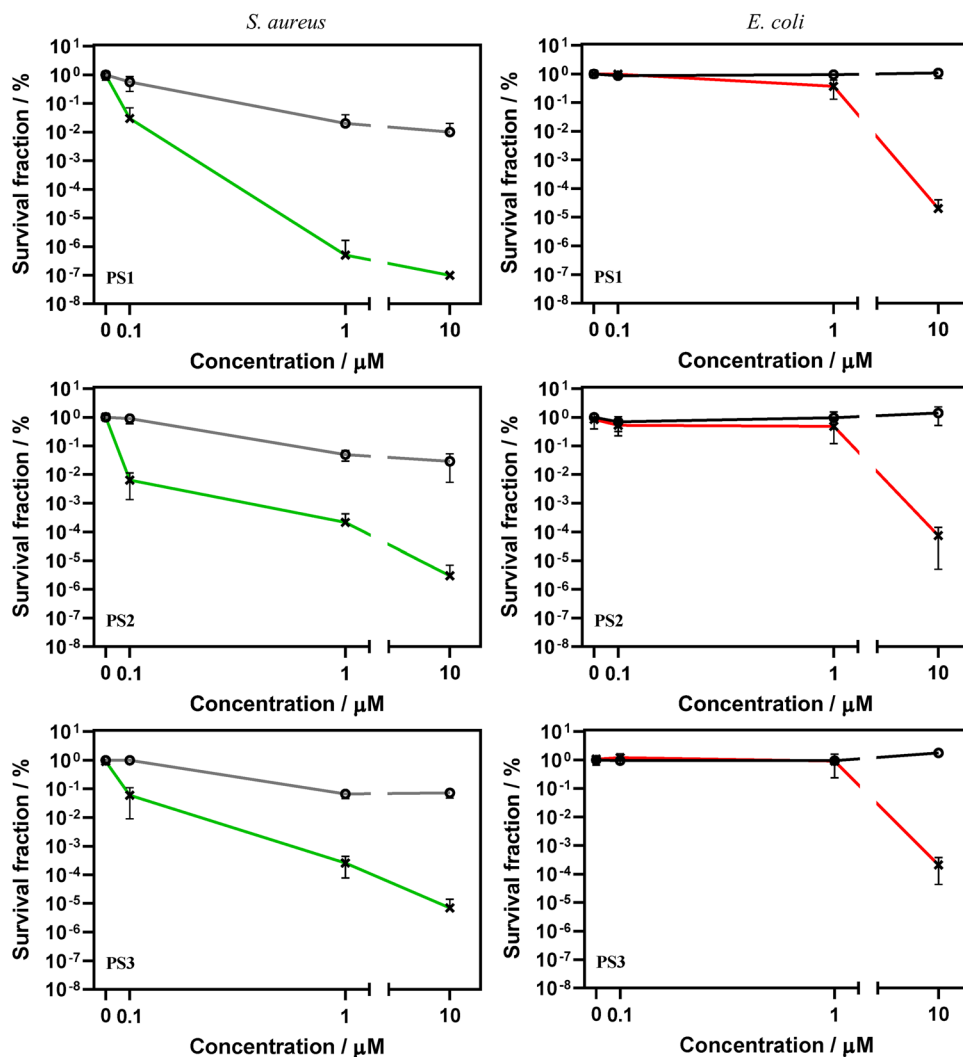 S. aureus
E. coli
Survival fraction / %
10¹
10⁰
10⁻¹
10⁻²
10⁻³
10⁻⁴
10⁻⁵
10⁻⁶
10⁻⁷
10⁻⁸
PS1
0 0.1 1 10
Concentration / μM
Survival fraction / %
10¹
10⁰
10⁻¹
10⁻²
10⁻³
10⁻⁴
10⁻⁵
10⁻⁶
10⁻⁷
10⁻⁸
PS1
0 0.1 1 10
Concentration / μM
Survival fraction / %
10¹
10⁰
10⁻¹
10⁻²
10⁻³
10⁻⁴
10⁻⁵
10⁻⁶
10⁻⁷
10⁻⁸
PS2
0 0.1 1 10
Concentration / μM
Survival fraction / %
10¹
10⁰
10⁻¹
10⁻²
10⁻³
10⁻⁴
10⁻⁵
10⁻⁶
10⁻⁷
10⁻⁸
PS2
0 0.1 1 10
Concentration / μM
Survival fraction / %
10¹
10⁰
10⁻¹
10⁻²
10⁻³
10⁻⁴
10⁻⁵
10⁻⁶
10⁻⁷
10⁻⁸
PS3
0 0.1 1 10
Concentration / μM
Survival fraction / %
10¹
10⁰
10⁻¹
10⁻²
10⁻³
10⁻⁴
10⁻⁵
10⁻⁶
10⁻⁷
10⁻⁸
PS3
0 0.1 1 10
Concentration / μM